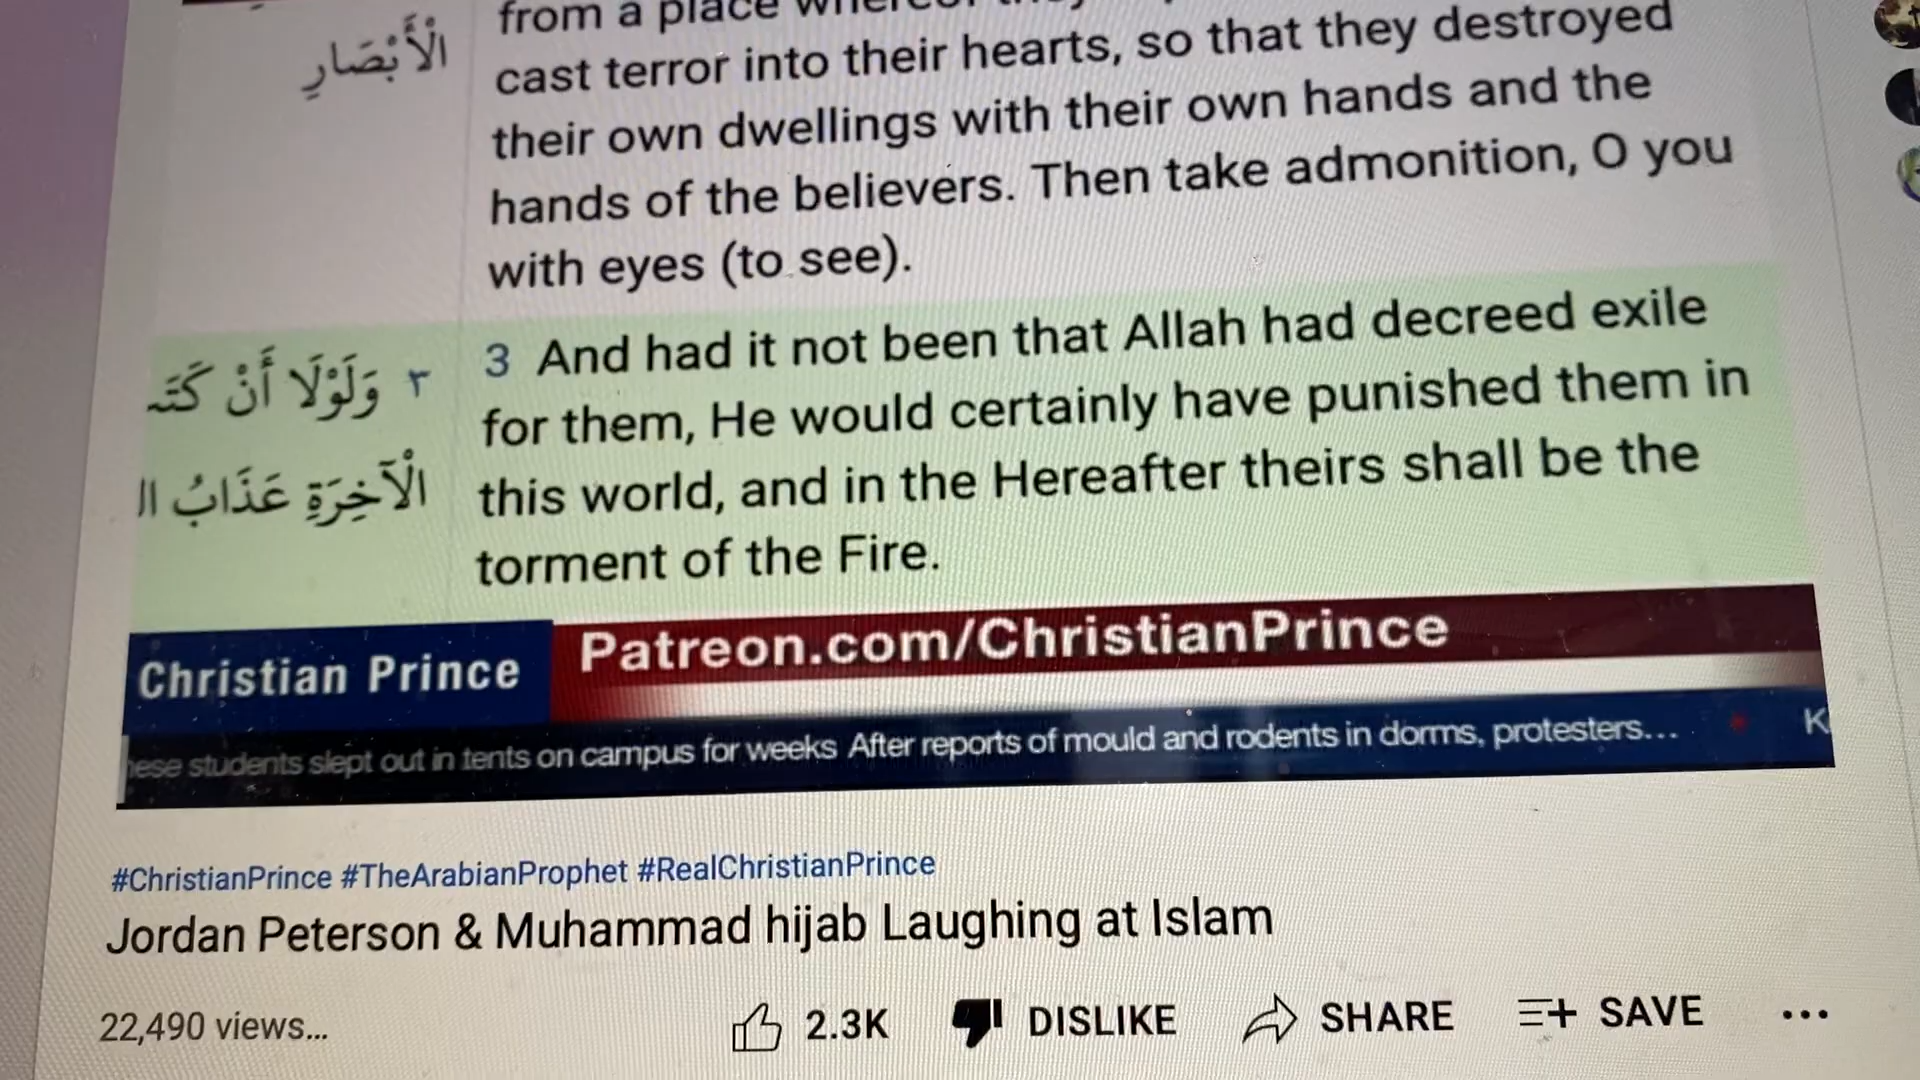 from a place
الْأَبْصَارِ
cast terror into their hearts, so that they destroyed
their own dwellings with their own hands and the
hands of the believers. Then take admonition, O you
with eyes (to see).
3 And had it not been that Allah had decreed exile
٣ وَلَوْلَا أَنْ كَتَ
for them, He would certainly have punished them in
this world, and in the Hereafter theirs shall be the
الْآخِرَةِ عَذَابُ ال
torment of the Fire.
Christian Prince
Patreon.com/ChristianPrince
hese students slept out in tents on campus for weeks After reports of mould and rodents in dorms, protesters... K
#ChristianPrince #TheArabianProphet #RealChristianPrince
Jordan Peterson & Muhammad hijab Laughing at Islam
22,490 views...
2.3K
DISLIKE
SHARE
SAVE
...